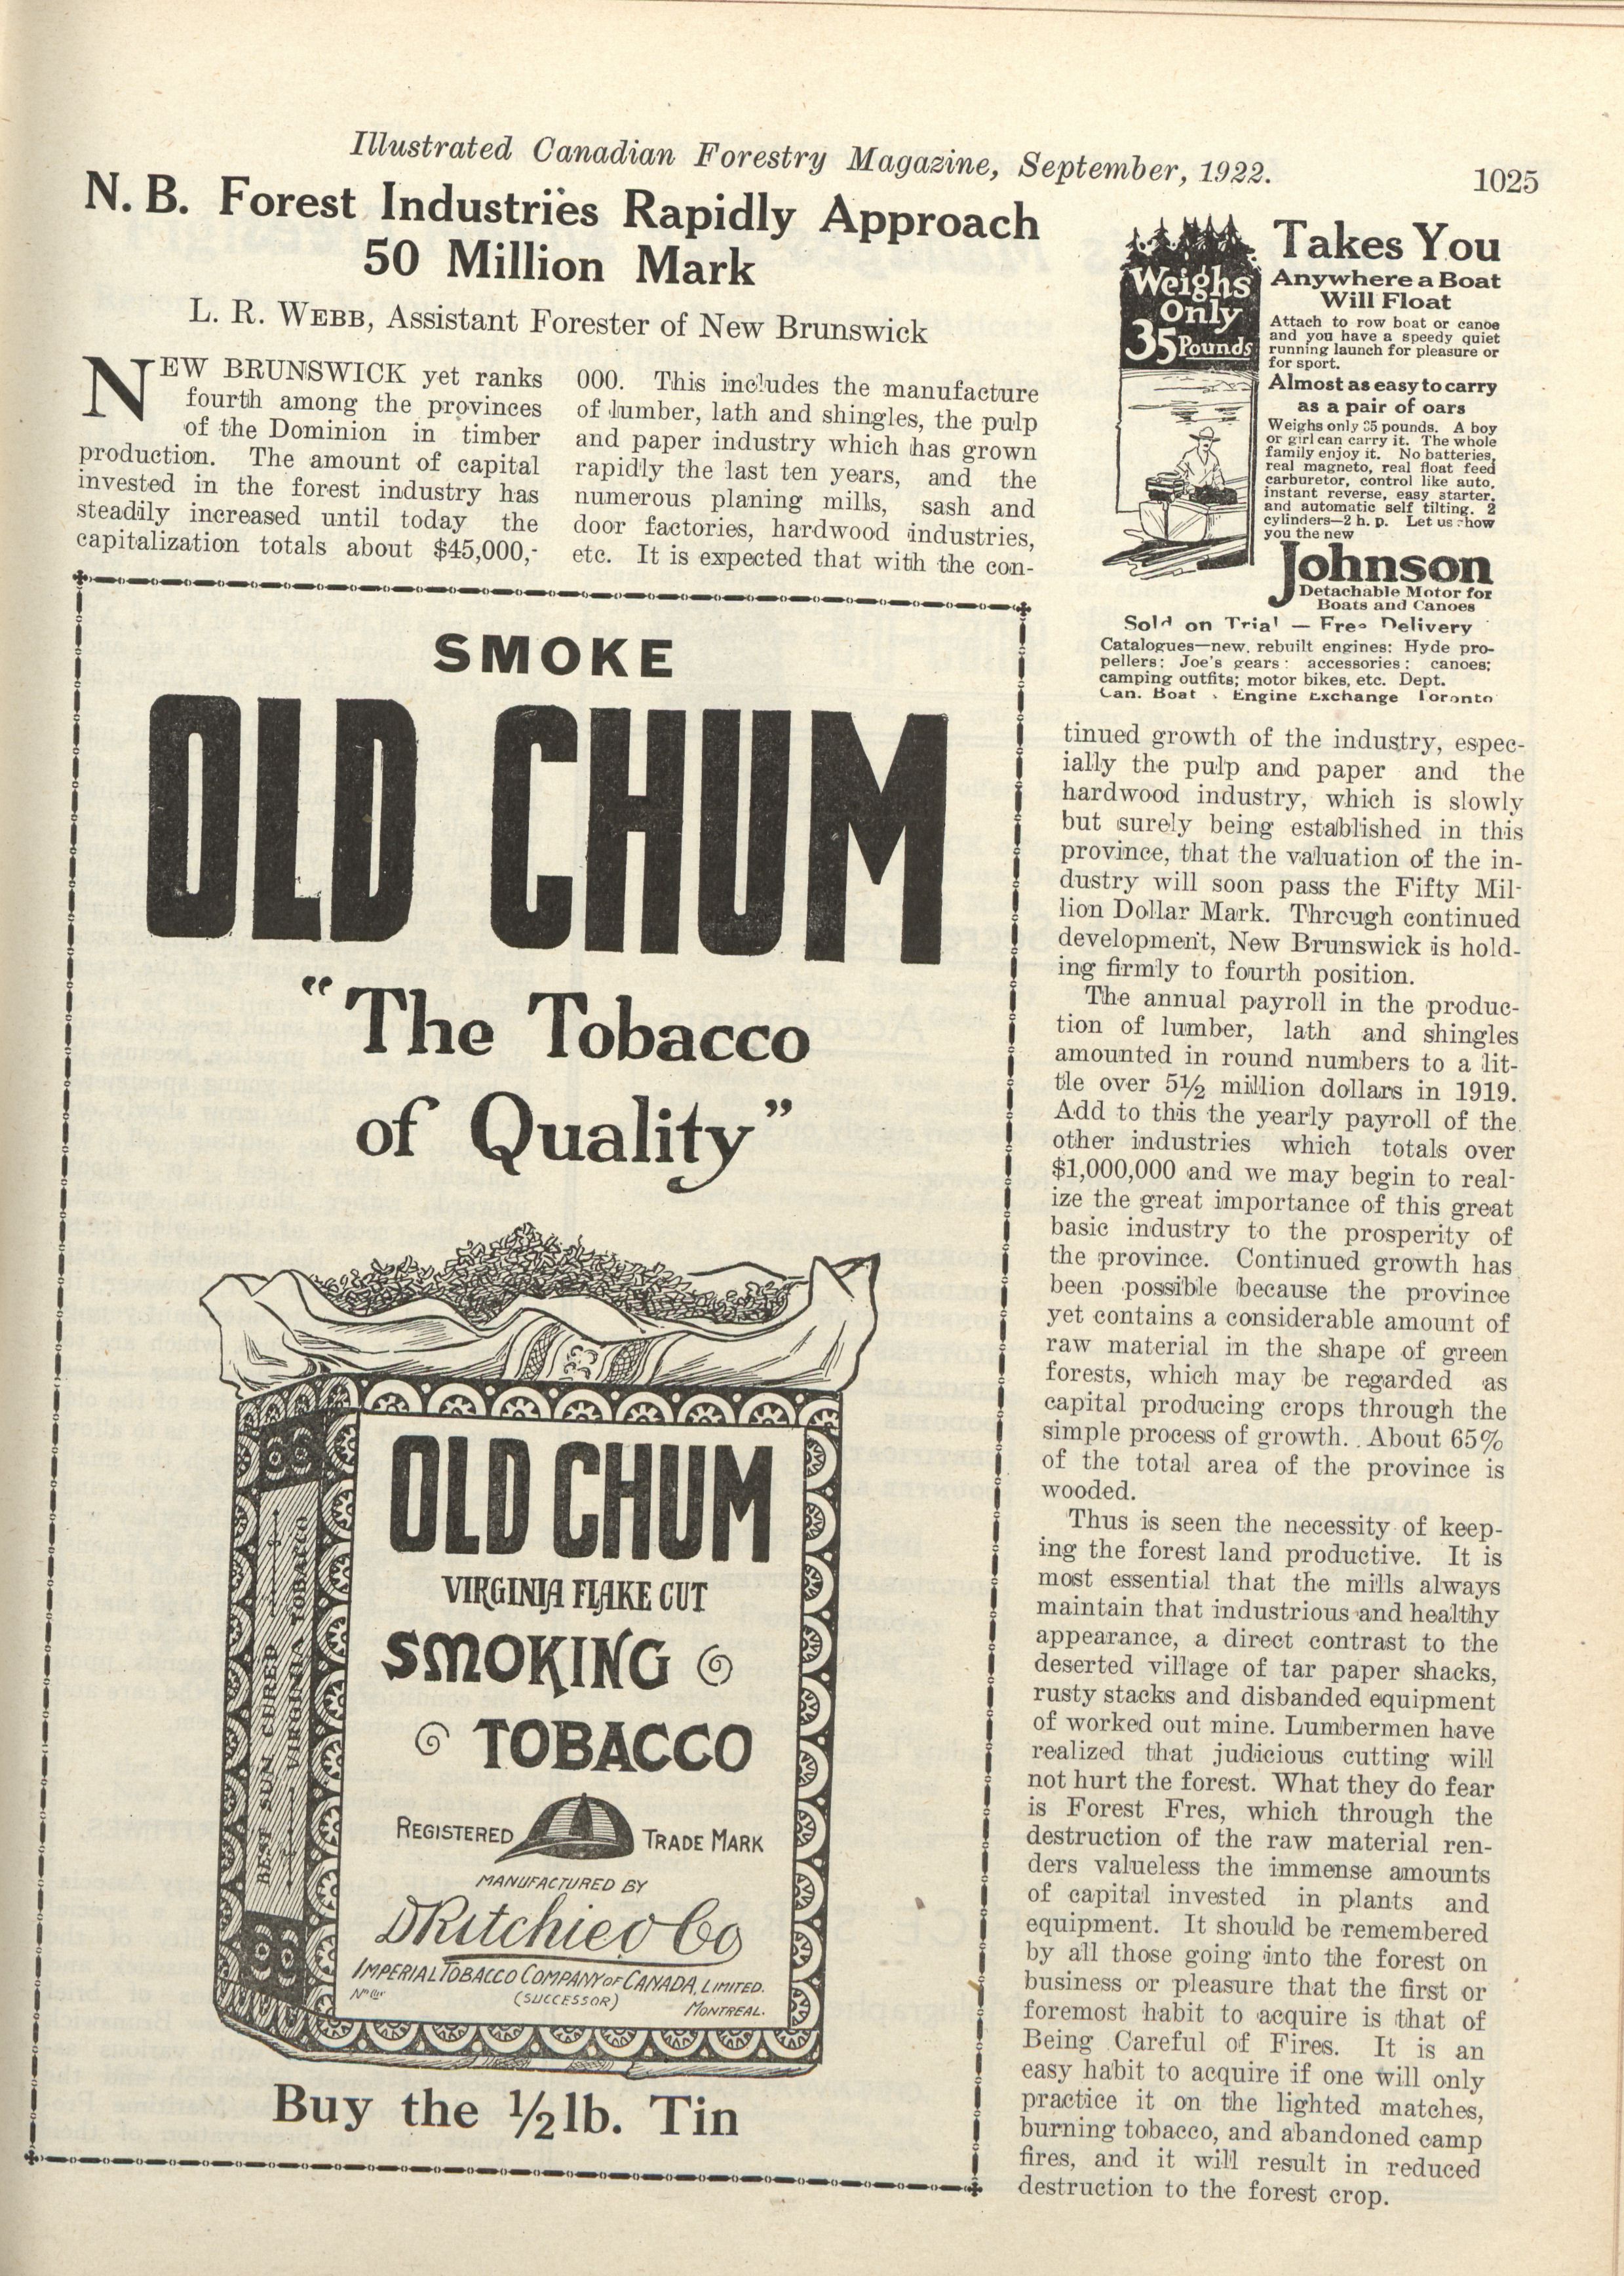 Illustrated Canadian Forestry Magazine, September, 1922.
1025
N. B. Forest Industries Rapidly Approach
50 Million Mark
L. R. WEBB, Assistant Forester of New Brunswick
NEW BRUNSWICK yet ranks
fourth among the provinces
of the Dominion in timber
production. The amount of capital
invested in the forest industry has
steadily increased until today the
capitalization totals about $45,000,-
000. This includes the manufacture
of lumber, lath and shingles, the pulp
and paper industry which has grown
rapidly the last ten years, and the
numerous planing mills, sash and
door factories, hardwood industries,
etc. It is expected that with the con-
Weighs
Only
35 Pounds
Takes You
Anywhere a Boat
Will Float
Attach to row boat or canoe
and you have a speedy quiet
running launch for pleasure or
for sport.
Almost as easy to carry
as a pair of oars
Weighs only 35 pounds. A boy
or girl can carry it. The whole
family enjoy it. No batteries,
real magneto, real float feed
carburetor, control like auto,
instant reverse, easy starter,
and automatic self tilting. 2
cylinders—2 h. p. Let us show
you the new
Johnson
Detachable Motor for
Boats and Canoes
Sold on Trial — Free Delivery
Catalogues—new, rebuilt engines: Hyde pro-
pellers; Joe's gears: accessories: canoes;
camping outfits; motor bikes, etc. Dept.
Can. Boat Engine Exchange Toronto
tinued growth of the industry, espec-
ially the pulp and paper and the
hardwood industry, which is slowly
but surely being established in this
province, that the valuation of the in-
dustry will soon pass the Fifty Mil-
lion Dollar Mark. Through continued
development, New Brunswick is hold-
ing firmly to fourth position.
The annual payroll in the produc-
tion of lumber, lath and shingles
amounted in round numbers to a lit-
tle over 5½ million dollars in 1919.
Add to this the yearly payroll of the
other industries which totals over
$1,000,000 and we may begin to real-
ize the great importance of this great
basic industry to the prosperity of
the province. Continued growth has
been possible because the province
yet contains a considerable amount of
raw material in the shape of green
forests, which may be regarded as
capital producing crops through the
simple process of growth. About 65%
of the total area of the province is
wooded.
Thus is seen the necessity of keep-
ing the forest land productive. It is
most essential that the mills always
maintain that industrious and healthy
appearance, a direct contrast to the
deserted village of tar paper shacks,
rusty stacks and disbanded equipment
of worked out mine. Lumbermen have
realized that judicious cutting will
not hurt the forest. What they do fear
is Forest Fres, which through the
destruction of the raw material ren-
ders valueless the immense amounts
of capital invested in plants and
equipment. It should be remembered
by all those going into the forest on
business or pleasure that the first or
foremost habit to acquire is that of
Being Careful of Fires. It is an
easy habit to acquire if one will only
practice it on the lighted matches,
burning tobacco, and abandoned camp
fires, and it will result in reduced
destruction to the forest crop.
SMOKE
OLD CHUM
"The Tobacco
of Quality"
OLD CHUM
VIRGINIA FLAKE CUT
SMOKING
TOBACCO
REGISTERED TRADE MARK
MANUFACTURED BY
D Ritchie & Co
IMPERIAL TOBACCO COMPANY OF CANADA, LIMITED.
(SUCCESSOR)
MONTREAL.
BEST SUN CURED
VIRGINIA TOBACCO
Buy the ½ lb. Tin